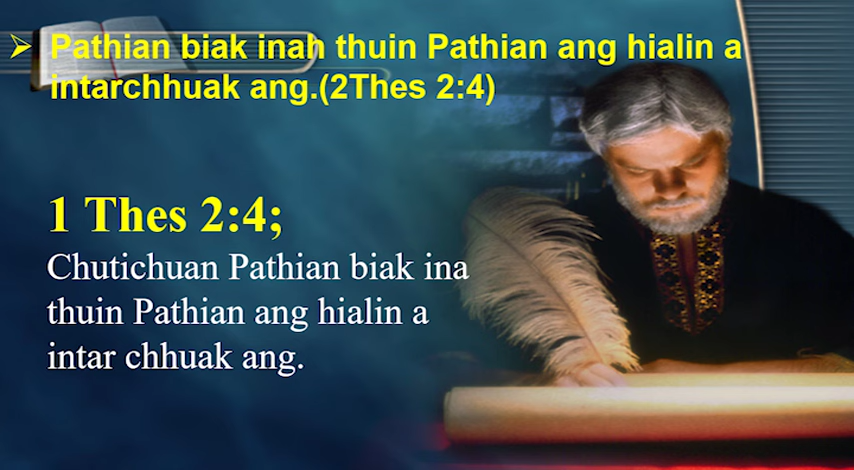 ➢ Pathian biak inah thuin Pathian ang hialin a
intarchhuak ang.(2Thes 2:4)
1 Thes 2:4;
Chutichuan Pathian biak ina
thuin Pathian ang hialin a
intar chhuak ang.